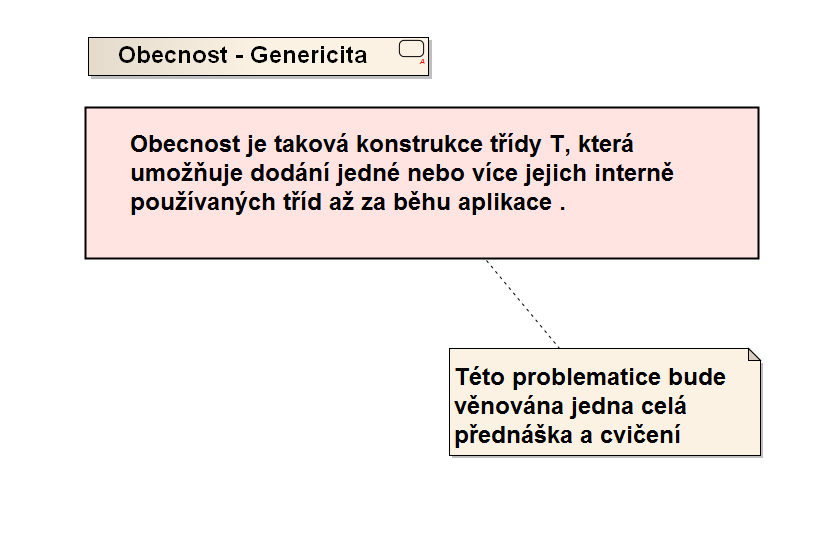 Obecnost - Genericita
A
Obecnost je taková konstrukce třídy T, která
umožňuje dodání jedné nebo více jejich interně
používaných tříd až za běhu aplikace .
Této problematice bude
věnována jedna celá
přednáška a cvičení